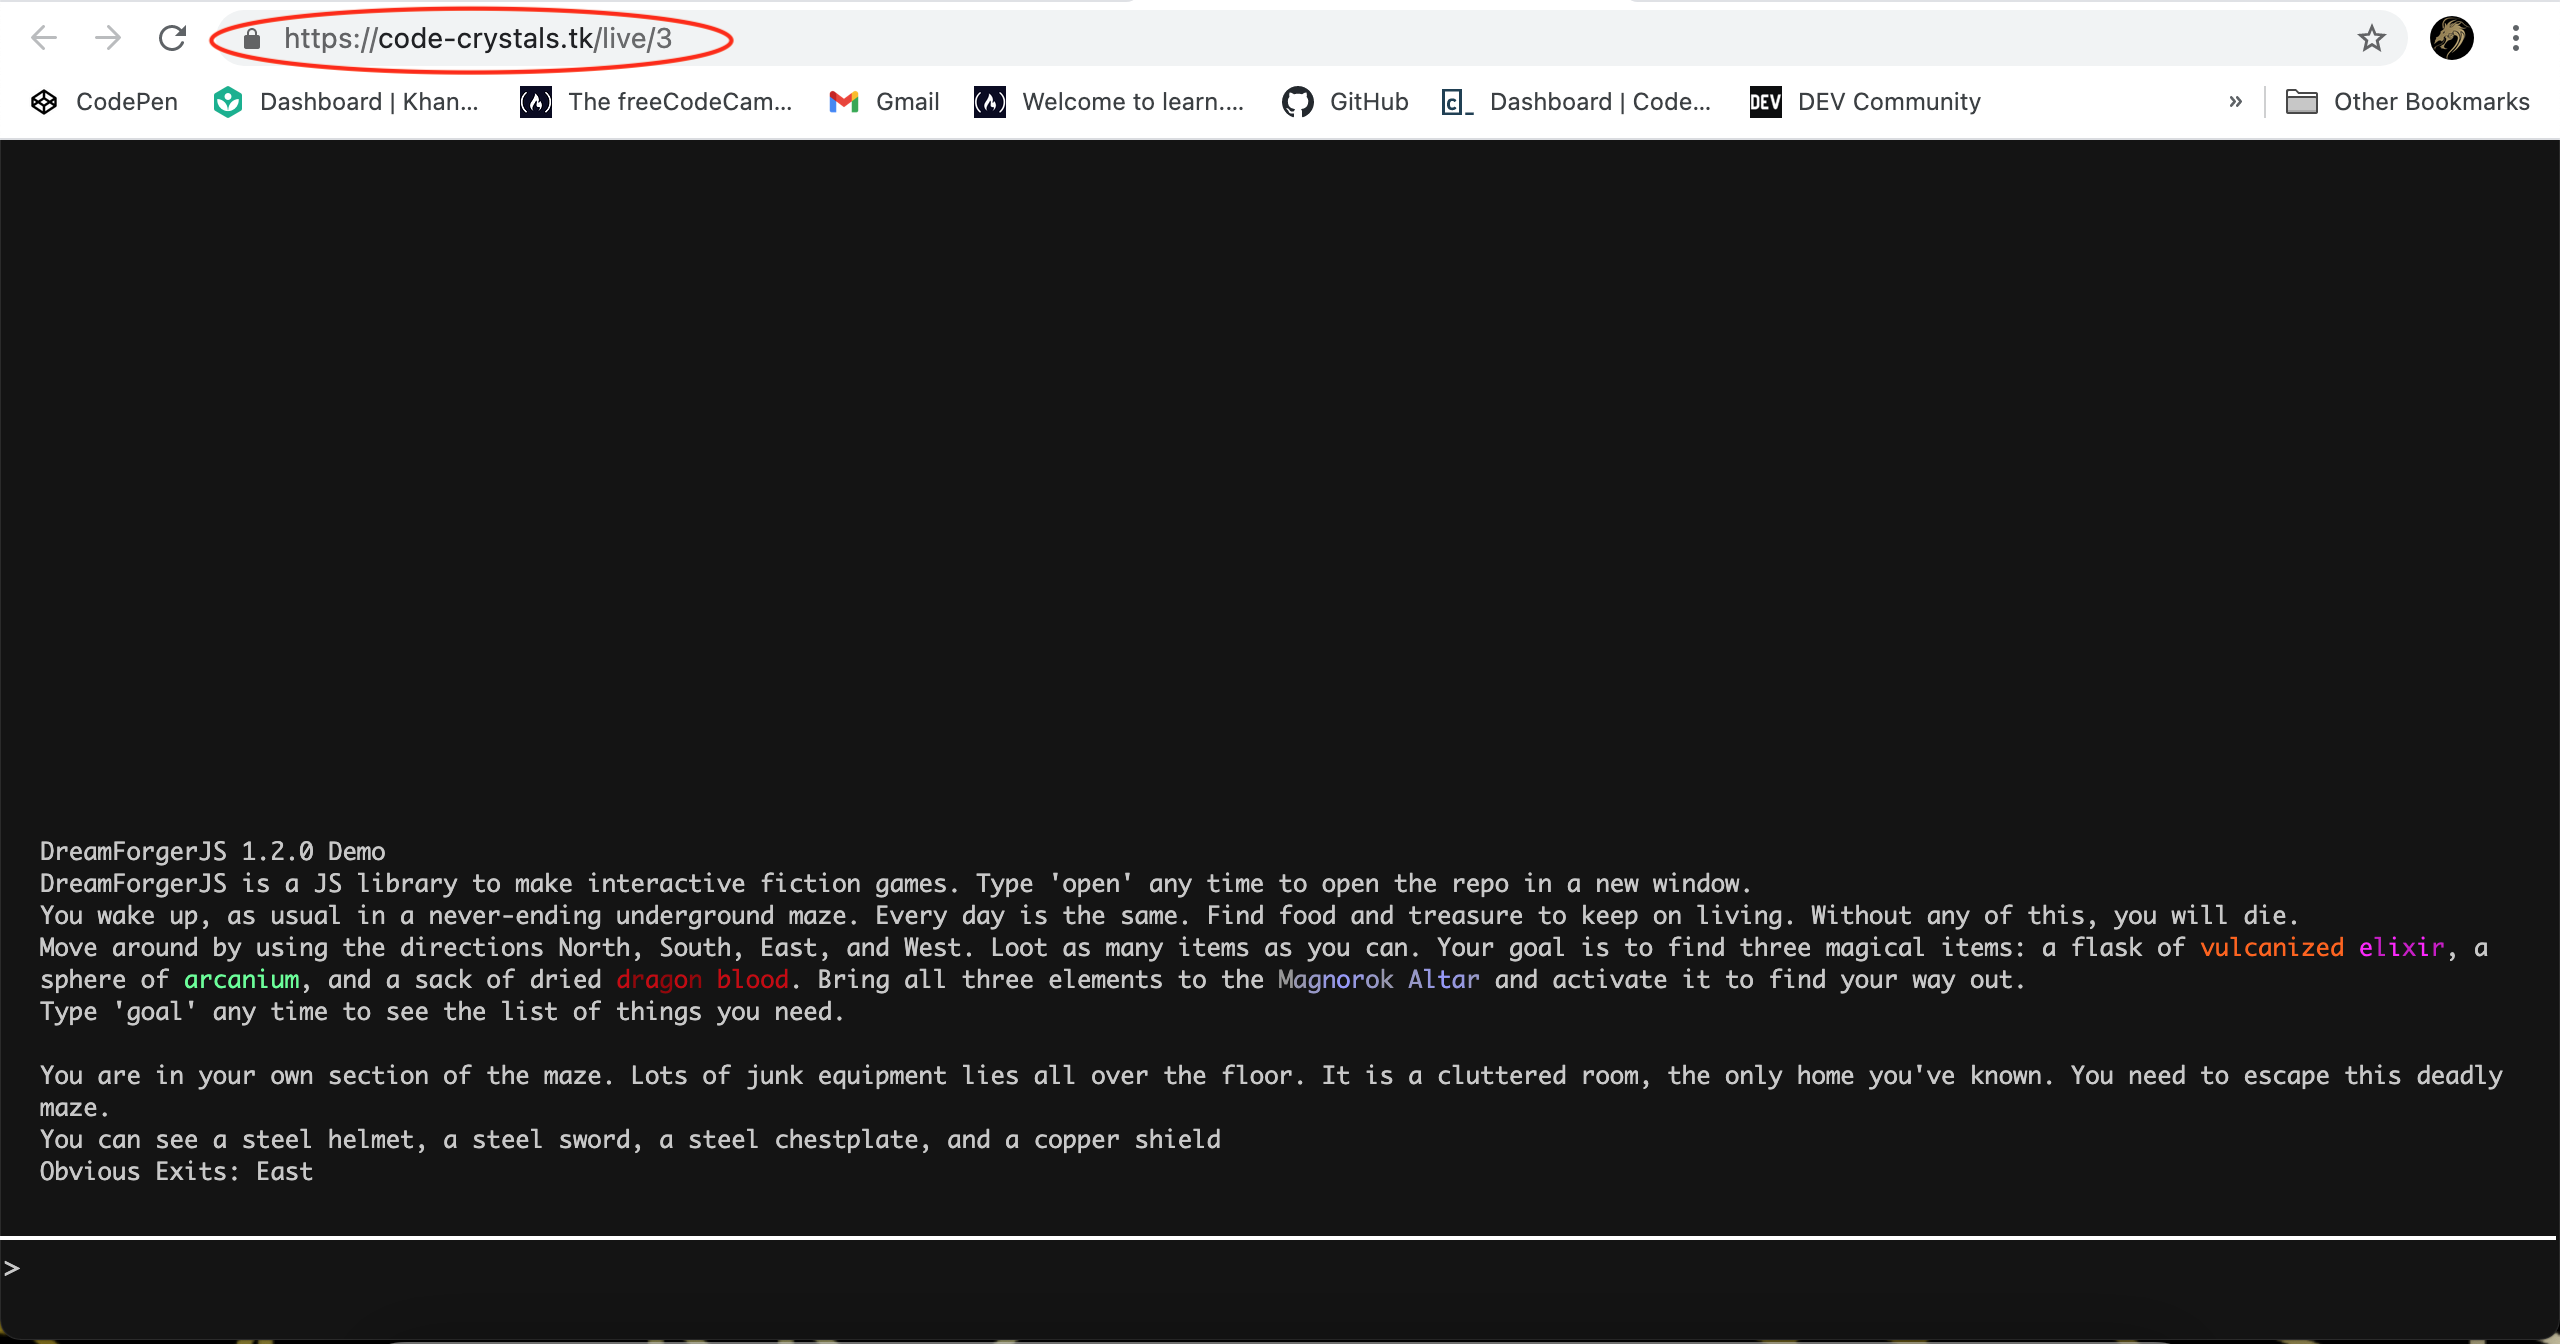 https://code-crystals.tk/live/3
CodePen Dashboard | Khan... The freeCodeCam... Gmail Welcome to learn.... GitHub Dashboard | Code... DEV DEV Community » Other Bookmarks
DreamForgerJS 1.2.0 Demo
DreamForgerJS is a JS library to make interactive fiction games. Type 'open' any time to open the repo in a new window.
You wake up, as usual in a never-ending underground maze. Every day is the same. Find food and treasure to keep on living. Without any of this, you will die.
Move around by using the directions North, South, East, and West. Loot as many items as you can. Your goal is to find three magical items: a flask of vulcanized elixir, a
sphere of arcanium, and a sack of dried dragon blood. Bring all three elements to the Magnorok Altar and activate it to find your way out.
Type 'goal' any time to see the list of things you need.
You are in your own section of the maze. Lots of junk equipment lies all over the floor. It is a cluttered room, the only home you've known. You need to escape this deadly
maze.
You can see a steel helmet, a steel sword, a steel chestplate, and a copper shield
Obvious Exits: East
>